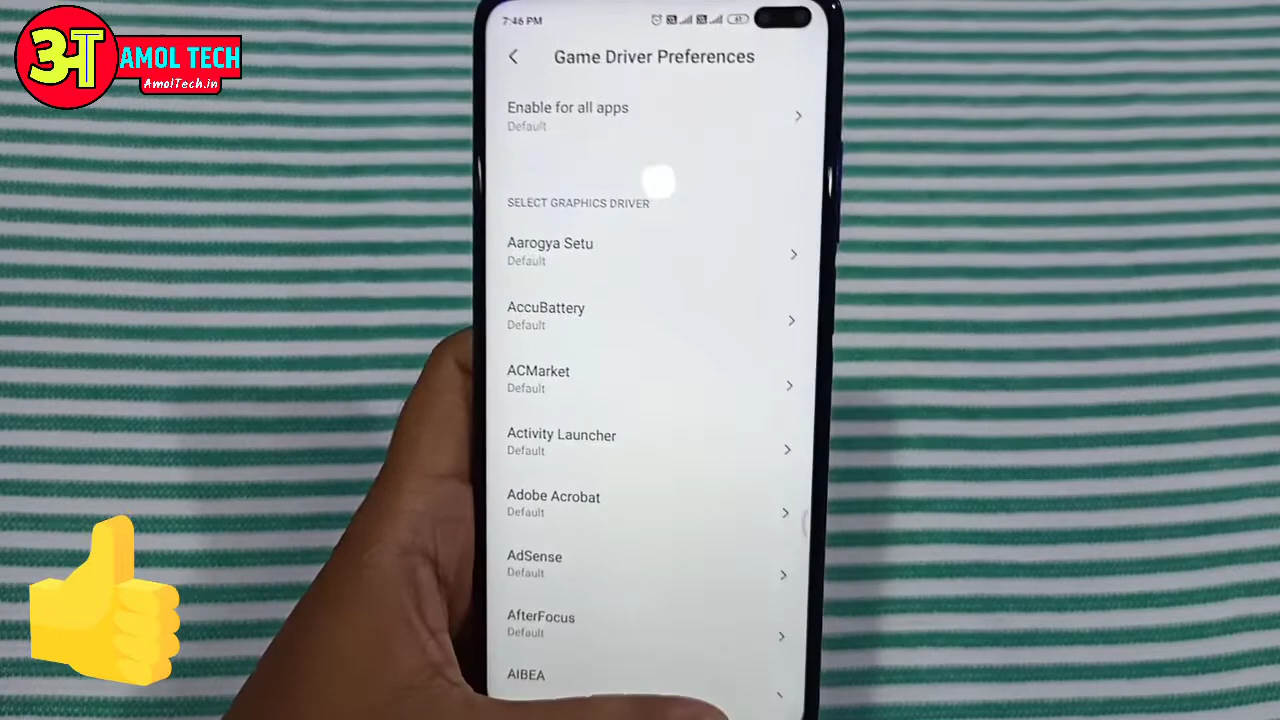 अT
AMOL TECH
AmolTech.in
7:46 PM
Game Driver Preferences
Enable for all apps
Default
SELECT GRAPHICS DRIVER
Aarogya Setu
Default
AccuBattery
Default
ACMarket
Default
Activity Launcher
Default
Adobe Acrobat
Default
AdSense
Default
AfterFocus
Default
AIBEA